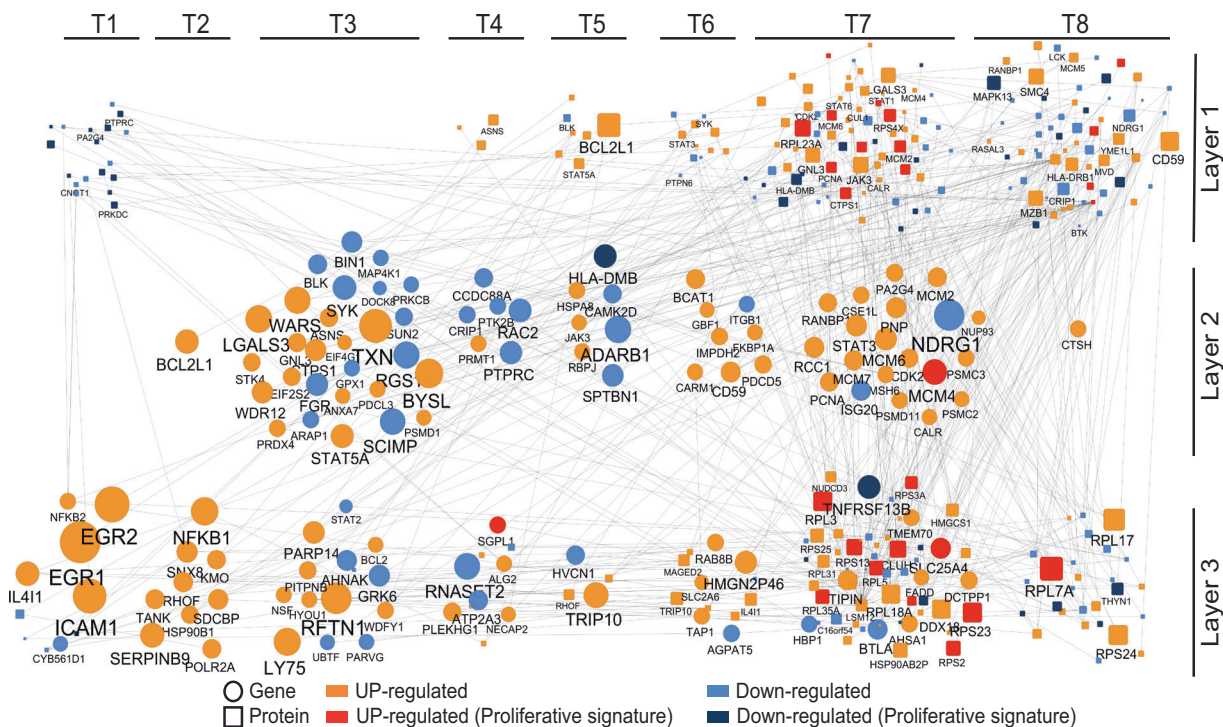 T1 T2 T3 T4 T5 T6 T7 T8
Layer 1
PTPRC
PA2G4
CNOT1
PRKDC
ASNS
BLK
BCL2L1
STAT5A
SYK
STAT3
PTPN6
LGALS3
STAT1
MCM4
STAT6
CDK2
MCM6
CUL1
RPS4X
RPL23A
MCM2
GNL3
PCNA
JAK3
HLA-DMB
CALR
CTPS1
LCK
RANBP1
MCM5
MAPK13
SMC4
NDRG1
RASAL3
YME1L1
CD59
HLA-DRB1
MVD
CRIP1
MZB1
BTK
Layer 2
BCL2L1
BIN1
BLK
MAP4K1
SYK
DOCK8
PRKCB
WARS
SUN2
LGALS3
ASNS
TXN
GNL3
EIF4G1
CTPS1
RGS1
STK4
GPX1
EIF2S2
FGR
PDCL3
BYSL
WDR12
ANXA7
PRDX4
ARAP1
SCIMP
PSMD1
STAT5A
CCDC88A
PTK2B
CRIP1
RAC2
PRMT1
PTPRC
HLA-DMB
HSPA8
CAMK2D
JAK3
ADARB1
RBPJ
SPTBN1
BCAT1
GBF1
ITGB1
IMPDH2
FKBP1A
CARM1
CD59
PDCD5
PA2G4
MCM2
CSE1L
RANBP1
PNP
NUP93
STAT3
NDRG1
RCC1
MCM6
CDK2
PSMC3
MCM7
MSH6
MCM4
PCNA
ISG20
PSMD11
PSMC2
CALR
CTSH
Layer 3
NFKB2
EGR2
EGR1
IL4I1
ICAM1
CYB561D1
NFKB1
SNX8
KMO
RHOF
TANK
SDCBP
HSP90B1
SERPINB9
POLR2A
STAT2
PARP14
BCL2
AHNAK
PITPNB
GRK6
NSF
HYOU1
RFTN1
WDFY1
LY75
UBTF
PARVG
SGPL1
ALG2
RNASET2
ATP2A3
PLEKHG1
NECAP2
HVCN1
RHOF
TRIP10
RAB8B
MAGED2
HMGN2P46
SLC2A6
TRIP10
IL4I1
TAP1
AGPAT5
NUDCD3
RPS3A
TNFRSF13B
RPL3
HMGCS1
TMEM70
RPS25
RPS13
CLUH
SLC25A4
RPL31
RPL5
FADD
TIPIN
DCTPP1
RPL35A
RPL18A
LSM12
DDX18
RPS23
HBP1
C16orf54
AHSA1
BTLA
HSP90AB2P
RPS2
RPL17
RPL7A
THYN1
RPS24
Gene UP-regulated Down-regulated
Protein UP-regulated (Proliferative signature) Down-regulated (Proliferative signature)